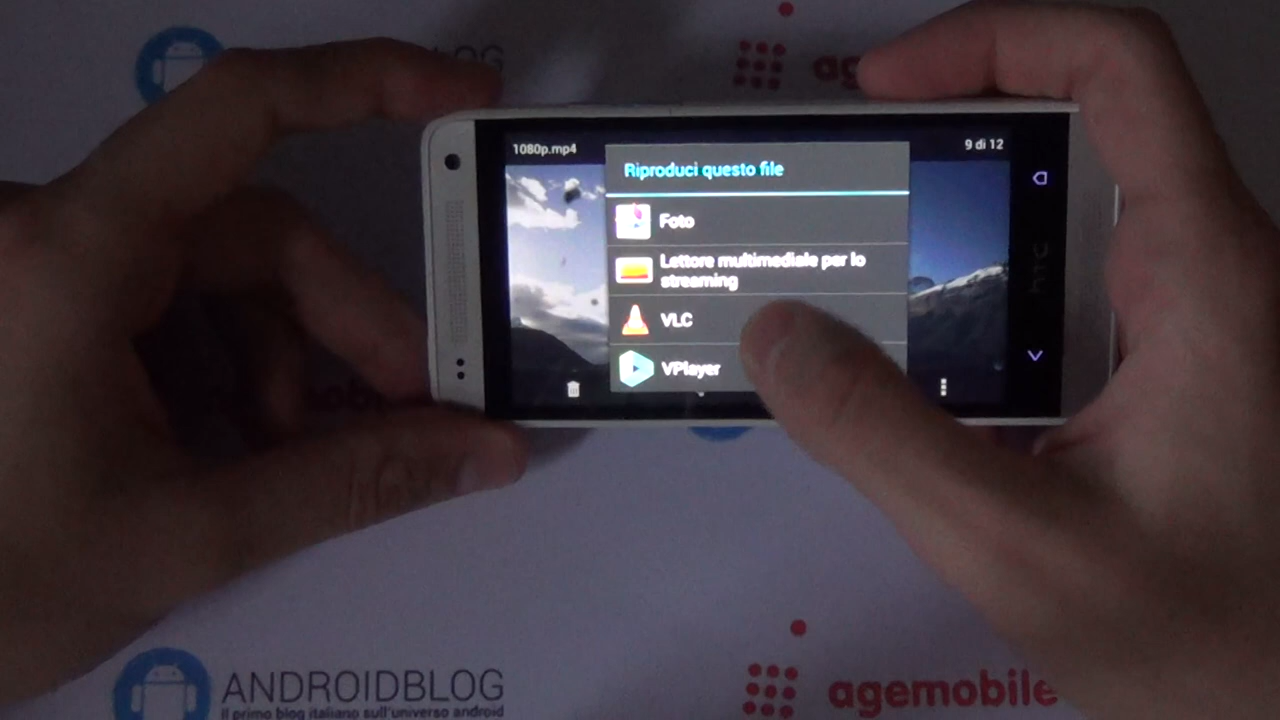 1080p.mp4
9 di 12
Riproduci questo file
Foto
Lettore multimediale per lo
streaming
VLC
VPlayer
hTC
ANDROIDBLOG
Il primo blog italiano sull'universo android
agemobile